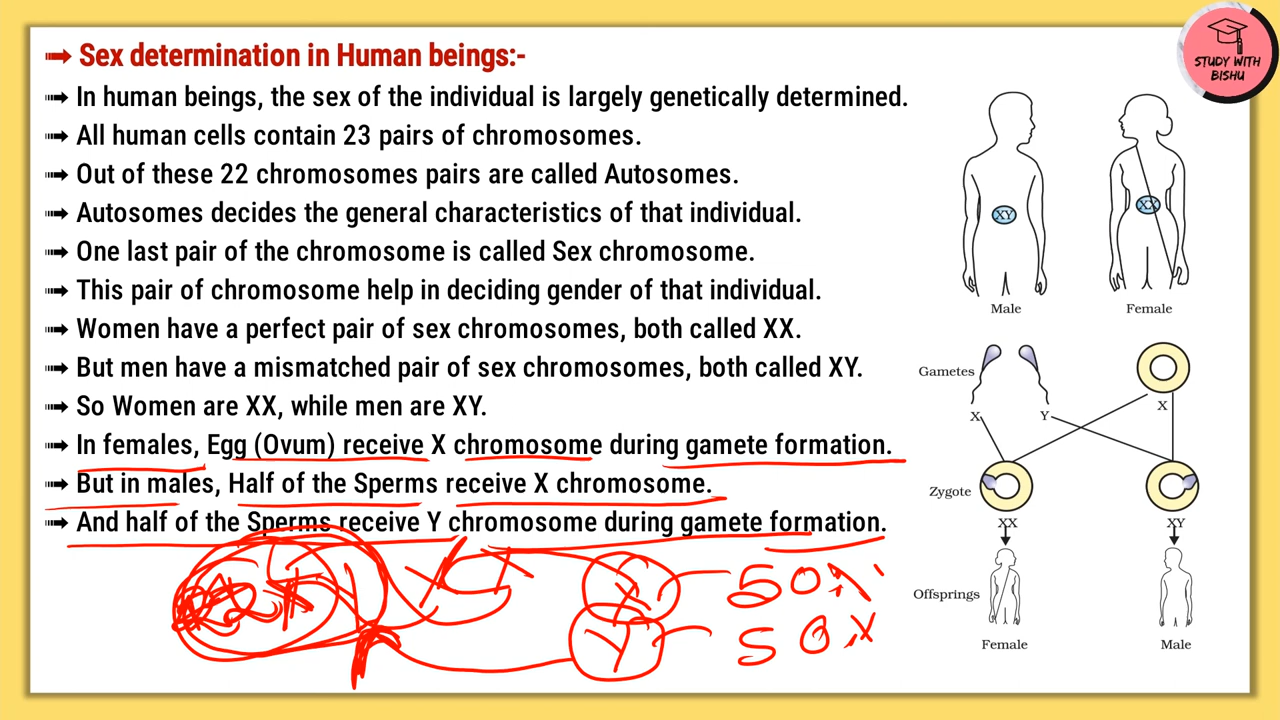 ➟ Sex determination in Human beings:-
STUDY WITH
BISHU
➟ In human beings, the sex of the individual is largely genetically determined.
➟ All human cells contain 23 pairs of chromosomes.
➟ Out of these 22 chromosomes pairs are called Autosomes.
➟ Autosomes decides the general characteristics of that individual.
➟ One last pair of the chromosome is called Sex chromosome.
➟ This pair of chromosome help in deciding gender of that individual.
➟ Women have a perfect pair of sex chromosomes, both called XX.
➟ But men have a mismatched pair of sex chromosomes, both called XY.
➟ So Women are XX, while men are XY.
➟ In females, Egg (Ovum) receive X chromosome during gamete formation.
➟ But in males, Half of the Sperms receive X chromosome.
➟ And half of the Sperms receive Y chromosome during gamete formation.
X 50%
Y 50%
XY XX
Male Female
Gametes
X Y X
Zygote
XX XY
Offsprings
Female Male